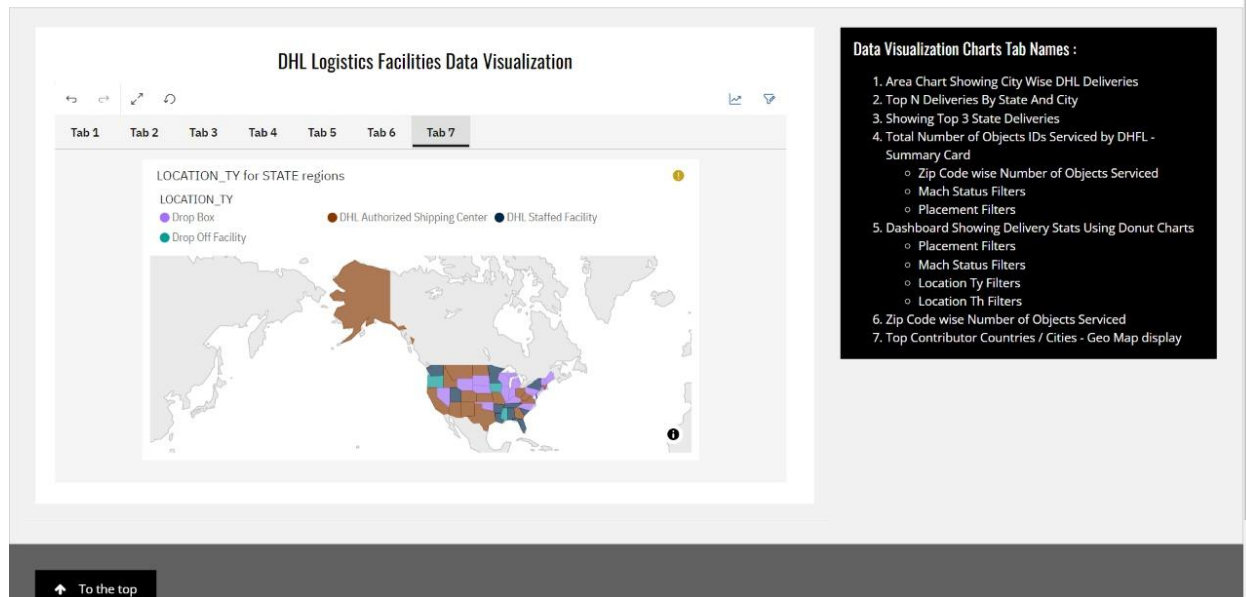 DHL Logistics Facilities Data Visualization
Tab 1 Tab 2 Tab 3 Tab 4 Tab 5 Tab 6 Tab 7
LOCATION_TY for STATE regions
LOCATION_TY
Drop Box DHL Authorized Shipping Center DHL Staffed Facility
Drop Off Facility
Data Visualization Charts Tab Names :
1. Area Chart Showing City Wise DHL Deliveries
2. Top N Deliveries By State And City
3. Showing Top 3 State Deliveries
4. Total Number of Objects IDs Serviced by DHFL -
Summary Card
Zip Code wise Number of Objects Serviced
Mach Status Filters
Placement Filters
5. Dashboard Showing Delivery Stats Using Donut Charts
Placement Filters
Mach Status Filters
Location Ty Filters
Location Th Filters
6. Zip Code wise Number of Objects Serviced
7. Top Contributor Countries / Cities - Geo Map display
To the top